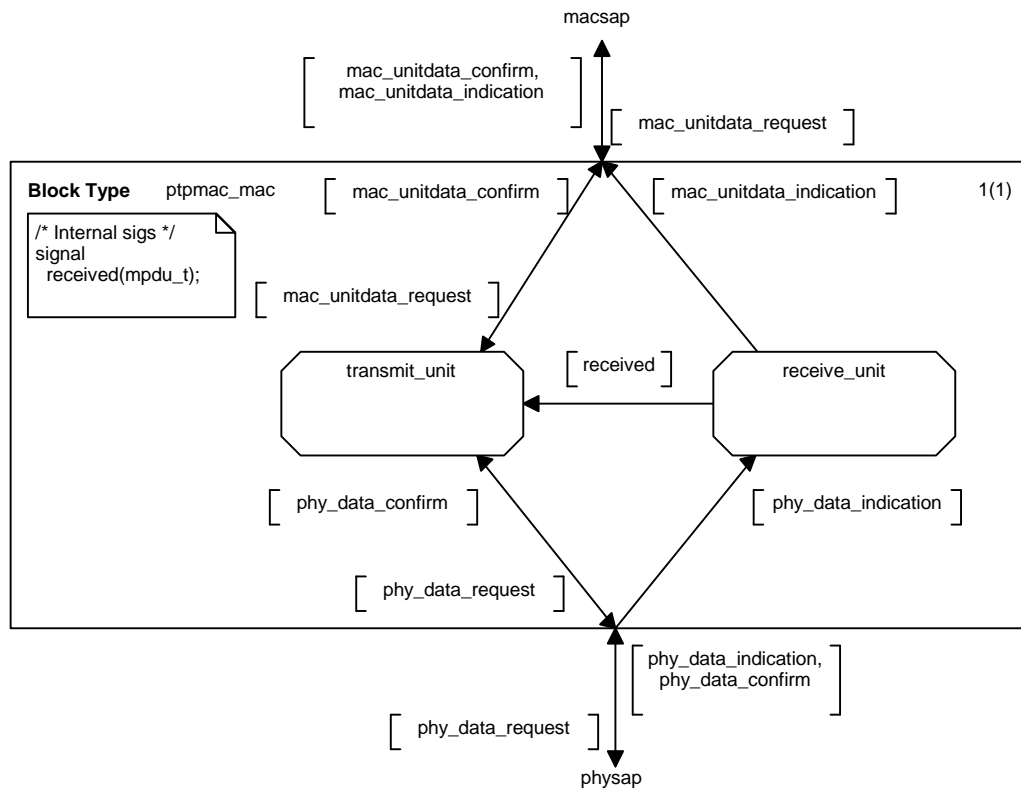 macsap
mac_unitdata_confirm,
mac_unitdata_indication
mac_unitdata_request
Block Type ptpmac_mac
mac_unitdata_confirm
mac_unitdata_indication
1(1)
/* Internal sigs */
signal
received(mpdu_t);
mac_unitdata_request
transmit_unit
received
receive_unit
phy_data_confirm
phy_data_indication
phy_data_request
phy_data_indication,
phy_data_confirm
phy_data_request
physap